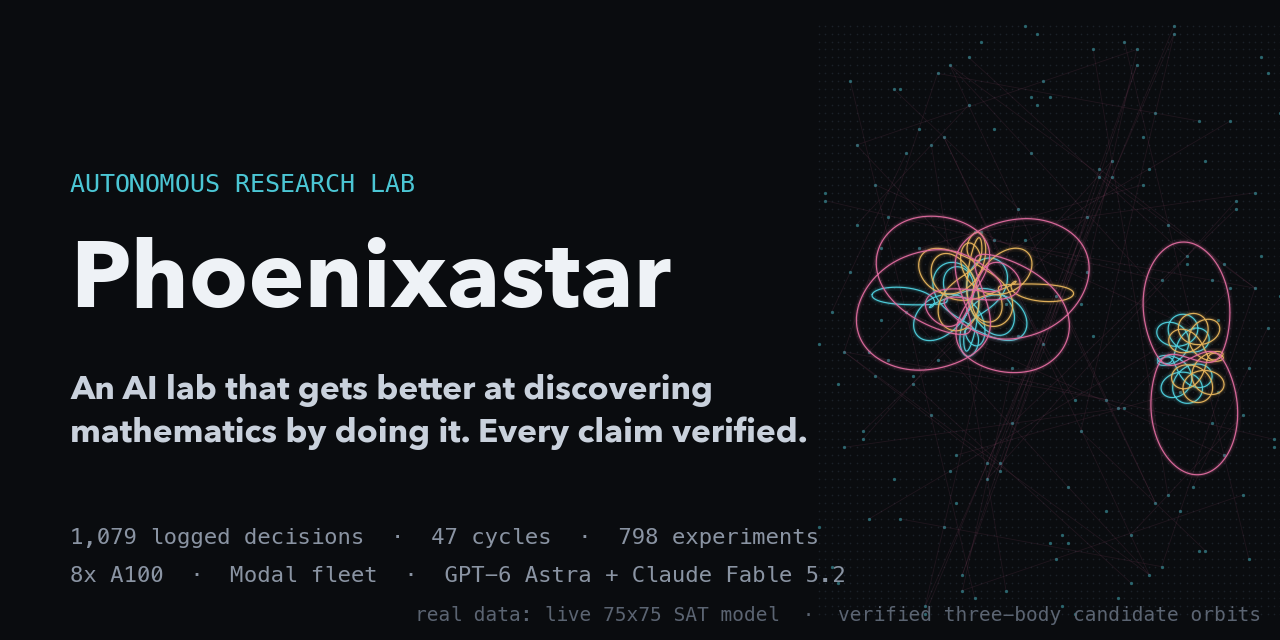 AUTONOMOUS RESEARCH LAB
Phoenixastar
An AI lab that gets better at discovering
mathematics by doing it. Every claim verified.
1,079 logged decisions · 47 cycles · 798 experiments
8x A100 · Modal fleet · GPT−6 Astra + Claude Fable 5.2
real data: live 75x75 SAT model · verified three−body candidate orbits